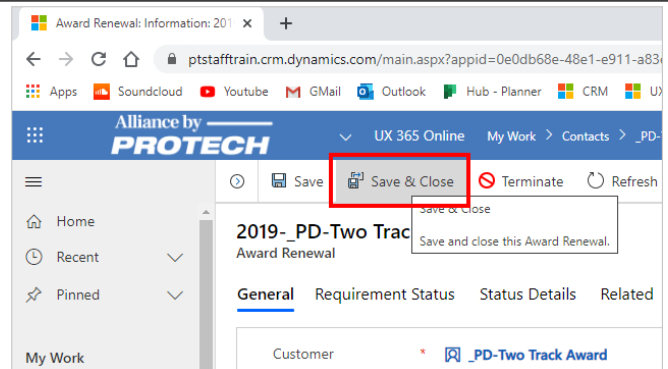 Award Renewal: Information: 201
ptstafftrain.crm.dynamics.com/main.aspx?appid=0e0db68e-48e1-e911-a83
Apps Soundcloud Youtube GMail Outlook Hub - Planner CRM
Alliance by
PROTECH
UX 365 Online My Work > Contacts > _PD-
Save Save & Close Terminate Refresh
Save & Close
Save and close this Award Renewal.
Home
Recent
Pinned
My Work
2019-_PD-Two Trac
Award Renewal
General Requirement Status Status Details Related
Customer * _PD-Two Track Award